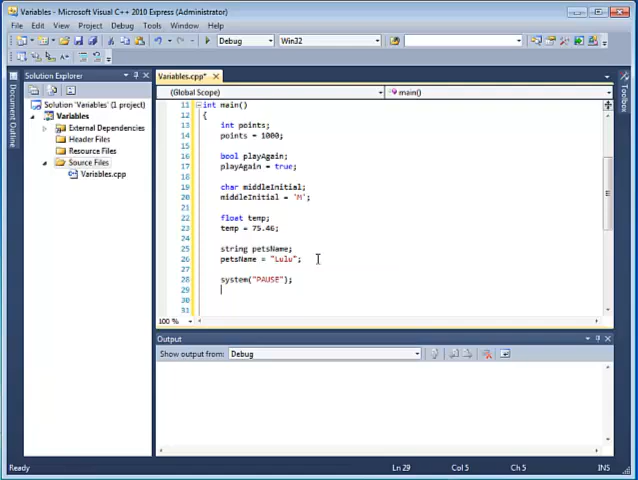 Variables - Microsoft Visual C++ 2010 Express (Administrator)
File Edit View Project Debug Tools Window Help
Debug Win32
Solution Explorer
Solution 'Variables' (1 project)
Variables
External Dependencies
Header Files
Resource Files
Source Files
Variables.cpp
Document Outline
Toolbox
Variables.cpp*
(Global Scope) main()
11 int main()
12 {
13 int points;
14 points = 1000;
15
16 bool playAgain;
17 playAgain = true;
18
19 char middleInitial;
20 middleInitial = 'M';
21
22 float temp;
23 temp = 75.46;
24
25 string petsName;
26 petsName = "Lulu";
27
28 system("PAUSE");
29
30
31
100 %
Output
Show output from: Debug
Ready Ln 29 Col 5 Ch 5 INS